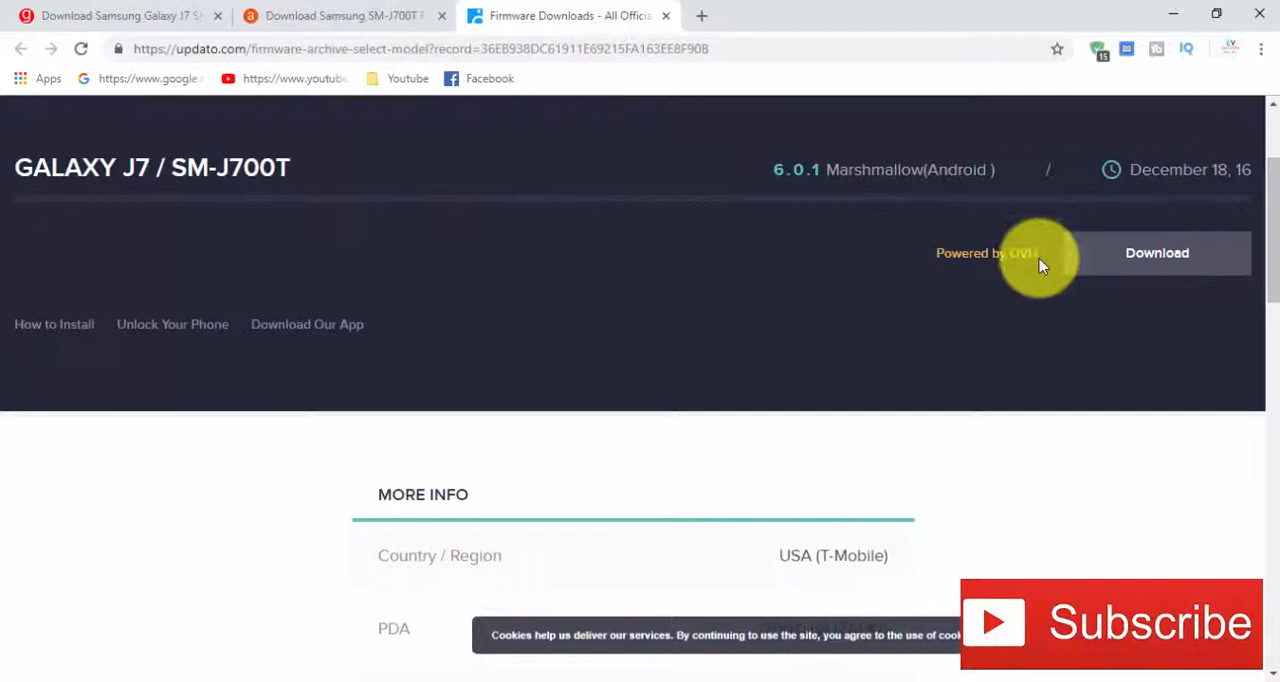 Download Samsung Galaxy J7 S
Download Samsung SM-J700T
Firmware Downloads - All Officia
https://updato.com/firmware-archive-select-model?record=36EB938DC61911E69215FA163EE8F90B
15
Apps
https://www.google.
https://www.youtube
Youtube
Facebook
GALAXY J7 / SM-J700T
6.0.1 Marshmallow(Android )
/
December 18, 16
Powered by
Download
How to Install
Unlock Your Phone
Download Our App
MORE INFO
Country / Region
USA (T-Mobile)
PDA
Cookies help us deliver our services. By continuing to use the site, you agree to the use of cook
Subscribe